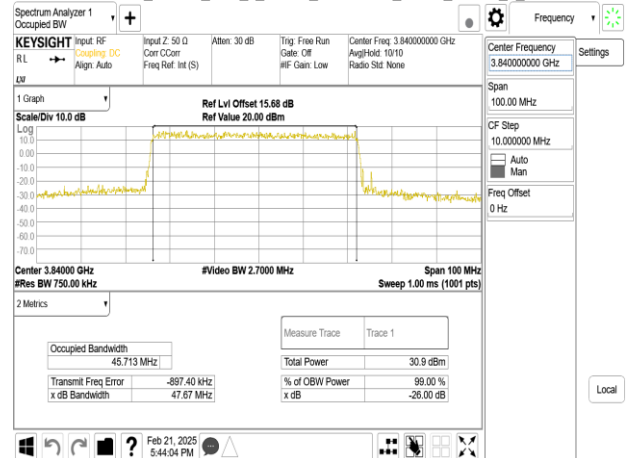 Spectrum Analyzer 1
Occupied BW
Frequency
KEYSIGHT
Input: RF
Coupling: DC
Align: Auto
Input Z: 50 Ω
Corr CCorr
Freq Ref: Int (S)
Atten: 30 dB
Trig: Free Run
Gate: Off
#IF Gain: Low
Center Freq: 3.840000000 GHz
Avg|Hold: 10/10
Radio Std: None
RL
LXI
Center Frequency
3.840000000 GHz
Settings
Span
100.00 MHz
CF Step
10.000000 MHz
Auto
Man
Freq Offset
0 Hz
Local
1 Graph
Ref Lvl Offset 15.68 dB
Scale/Div 10.0 dB
Ref Value 20.00 dBm
Log
10.0
0.00
-10.0
-20.0
-30.0
-40.0
-50.0
-60.0
-70.0
Center 3.84000 GHz
#Video BW 2.7000 MHz
Span 100 MHz
#Res BW 750.00 kHz
Sweep 1.00 ms (1001 pts)
2 Metrics
Measure Trace
Trace 1
Occupied Bandwidth
45.713 MHz
Total Power
30.9 dBm
Transmit Freq Error
-897.40 kHz
% of OBW Power
99.00 %
x dB Bandwidth
47.67 MHz
x dB
-26.00 dB
Feb 21, 2025
5:44:04 PM